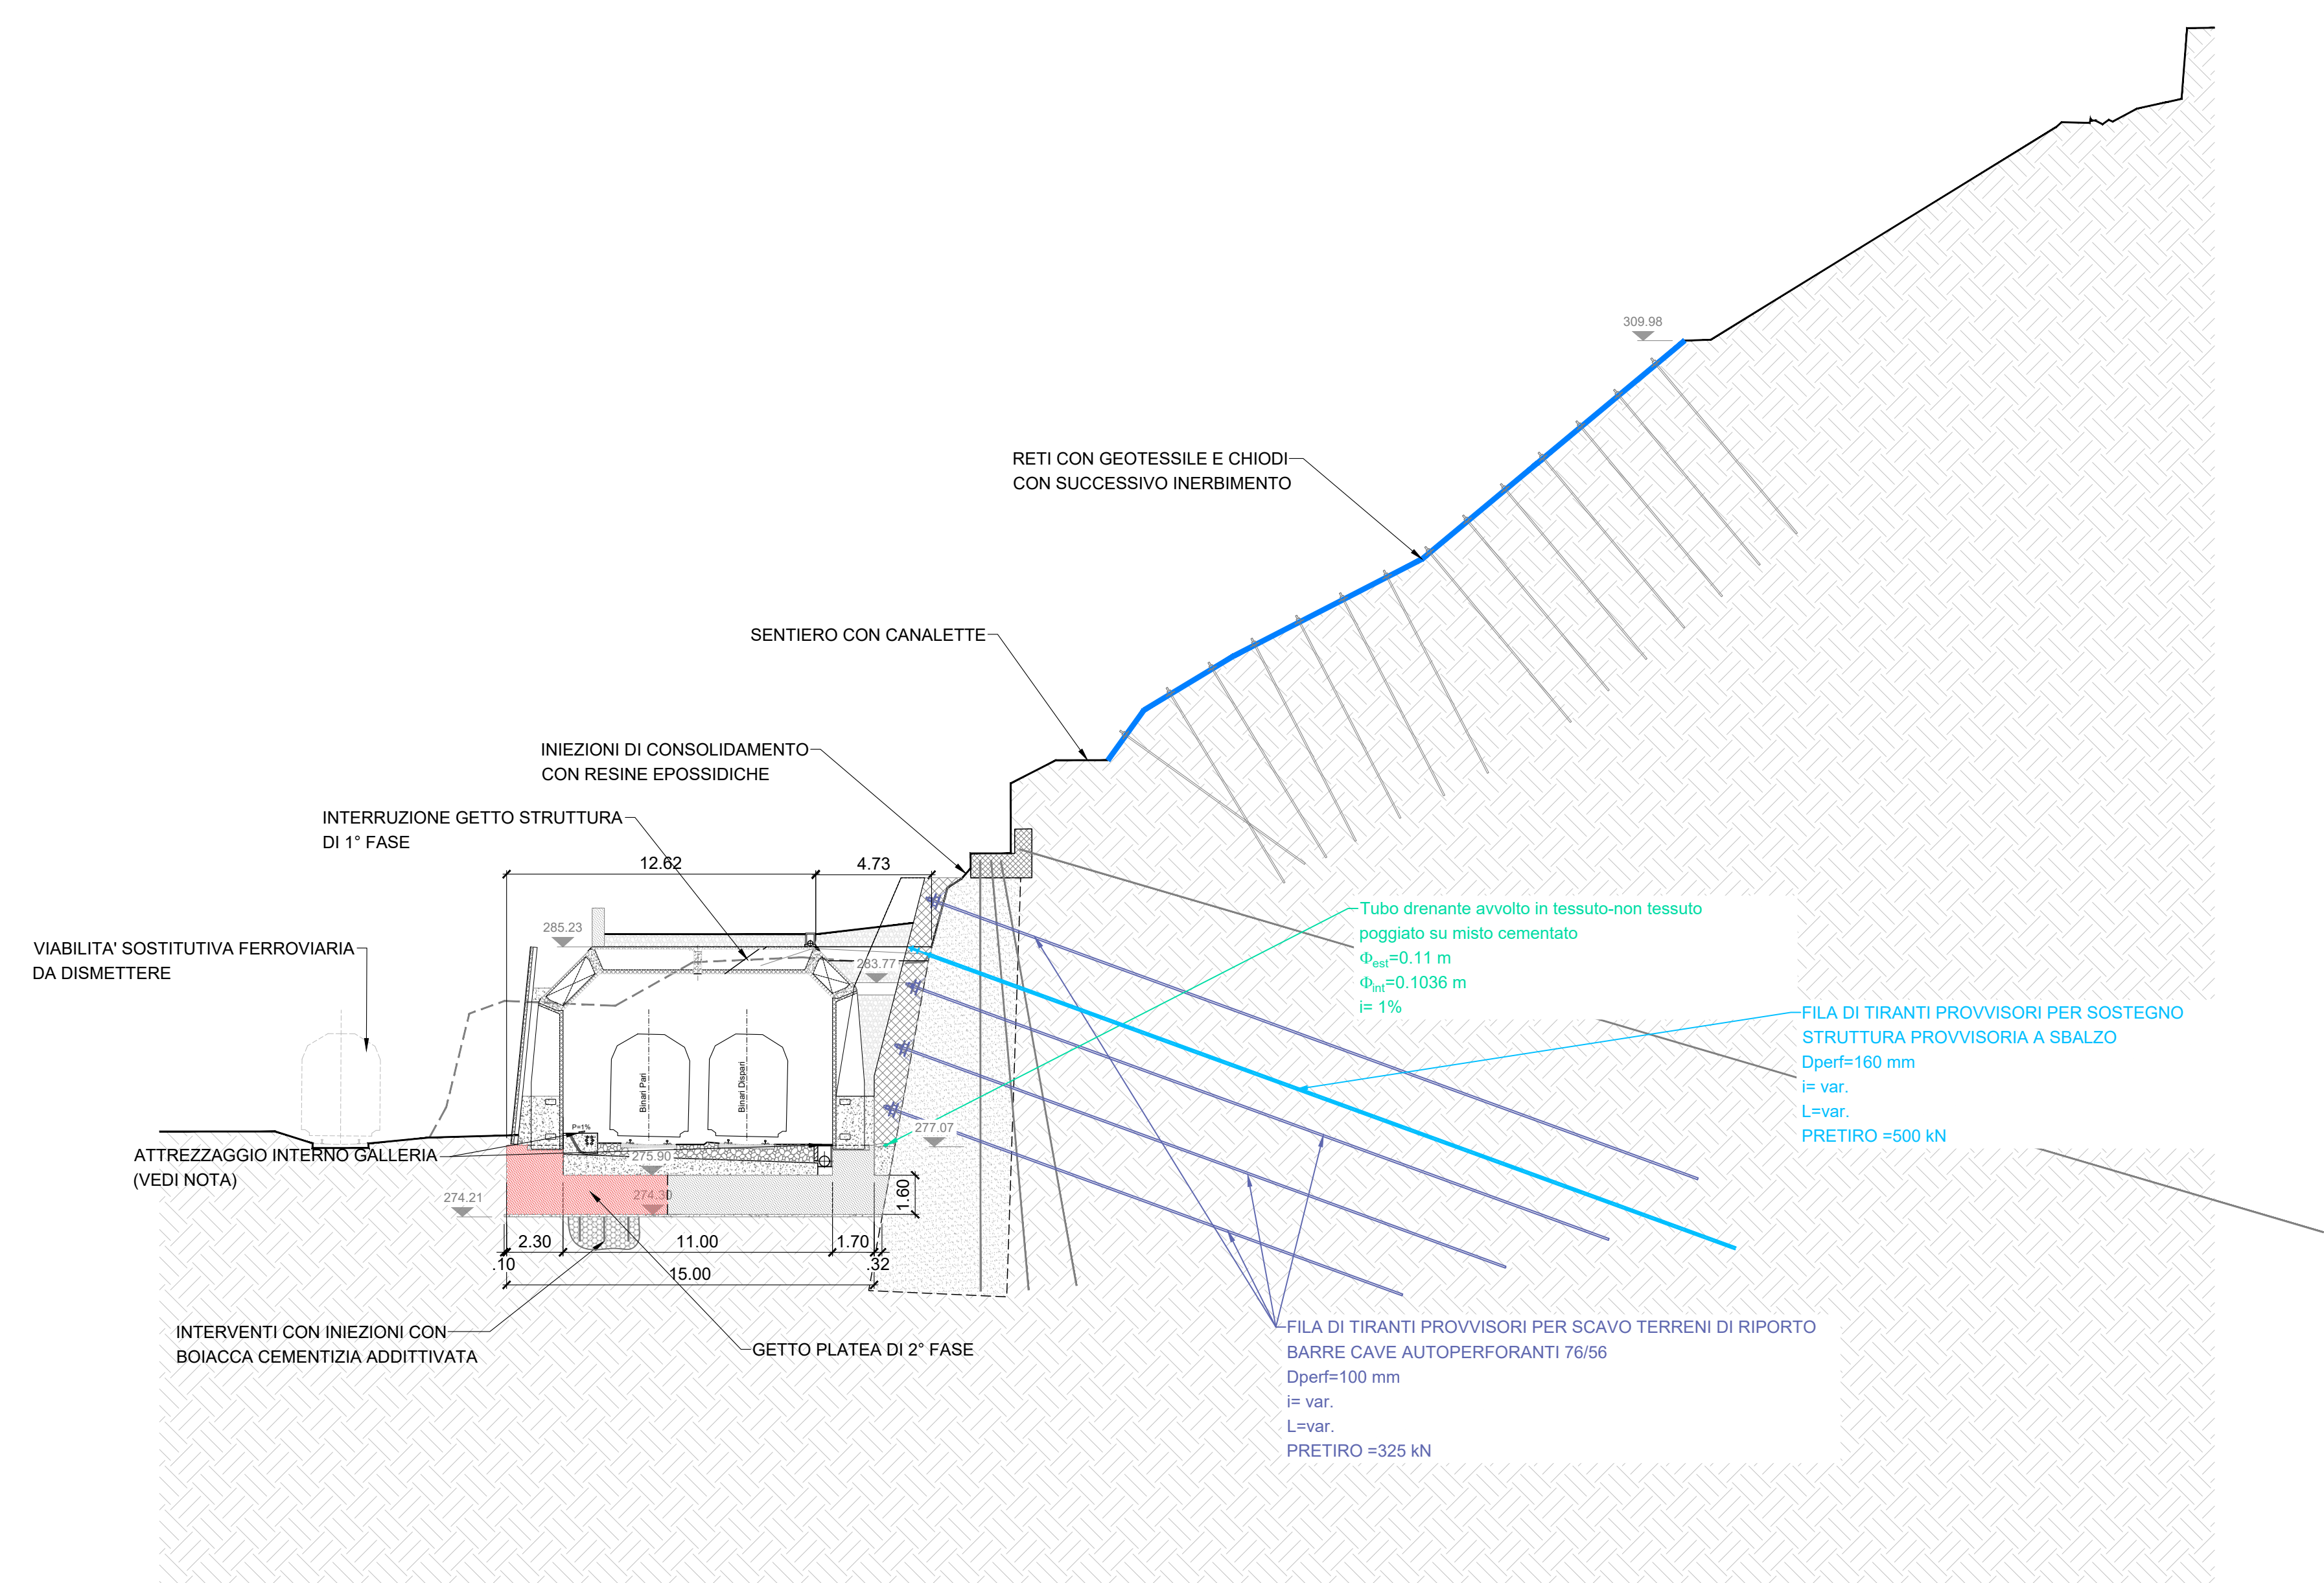 309.98
RETI CON GEOTESSILE E CHIODI
CON SUCCESSIVO INERBIMENTO
SENTIERO CON CANALETTE
INIEZIONI DI CONSOLIDAMENTO
CON RESINE EPOSSIDICHE
INTERRUZIONE GETTO STRUTTURA
DI 1° FASE
12.62
4.73
285.23
283.77
VIABILITA' SOSTITUTIVA FERROVIARIA
DA DISMETTERE
Tubo drenante avvolto in tessuto-non tessuto
poggiato su misto cementato
Φest=0.11 m
Φint=0.1036 m
i= 1%
FILA DI TIRANTI PROVVISORI PER SOSTEGNO
STRUTTURA PROVVISORIA A SBALZO
Dperf=160 mm
i= var.
L=var.
PRETIRO =500 kN
Binari Pari
Binari Dispari
P=1%
277.07
ATTREZZAGGIO INTERNO GALLERIA
(VEDI NOTA)
275.90
274.21
274.30
1.60
2.30
11.00
1.70
.10
.32
15.00
INTERVENTI CON INIEZIONI CON
BOIACCA CEMENTIZIA ADDITTIVATA
GETTO PLATEA DI 2° FASE
FILA DI TIRANTI PROVVISORI PER SCAVO TERRENI DI RIPORTO
BARRE CAVE AUTOPERFORANTI 76/56
Dperf=100 mm
i= var.
L=var.
PRETIRO =325 kN